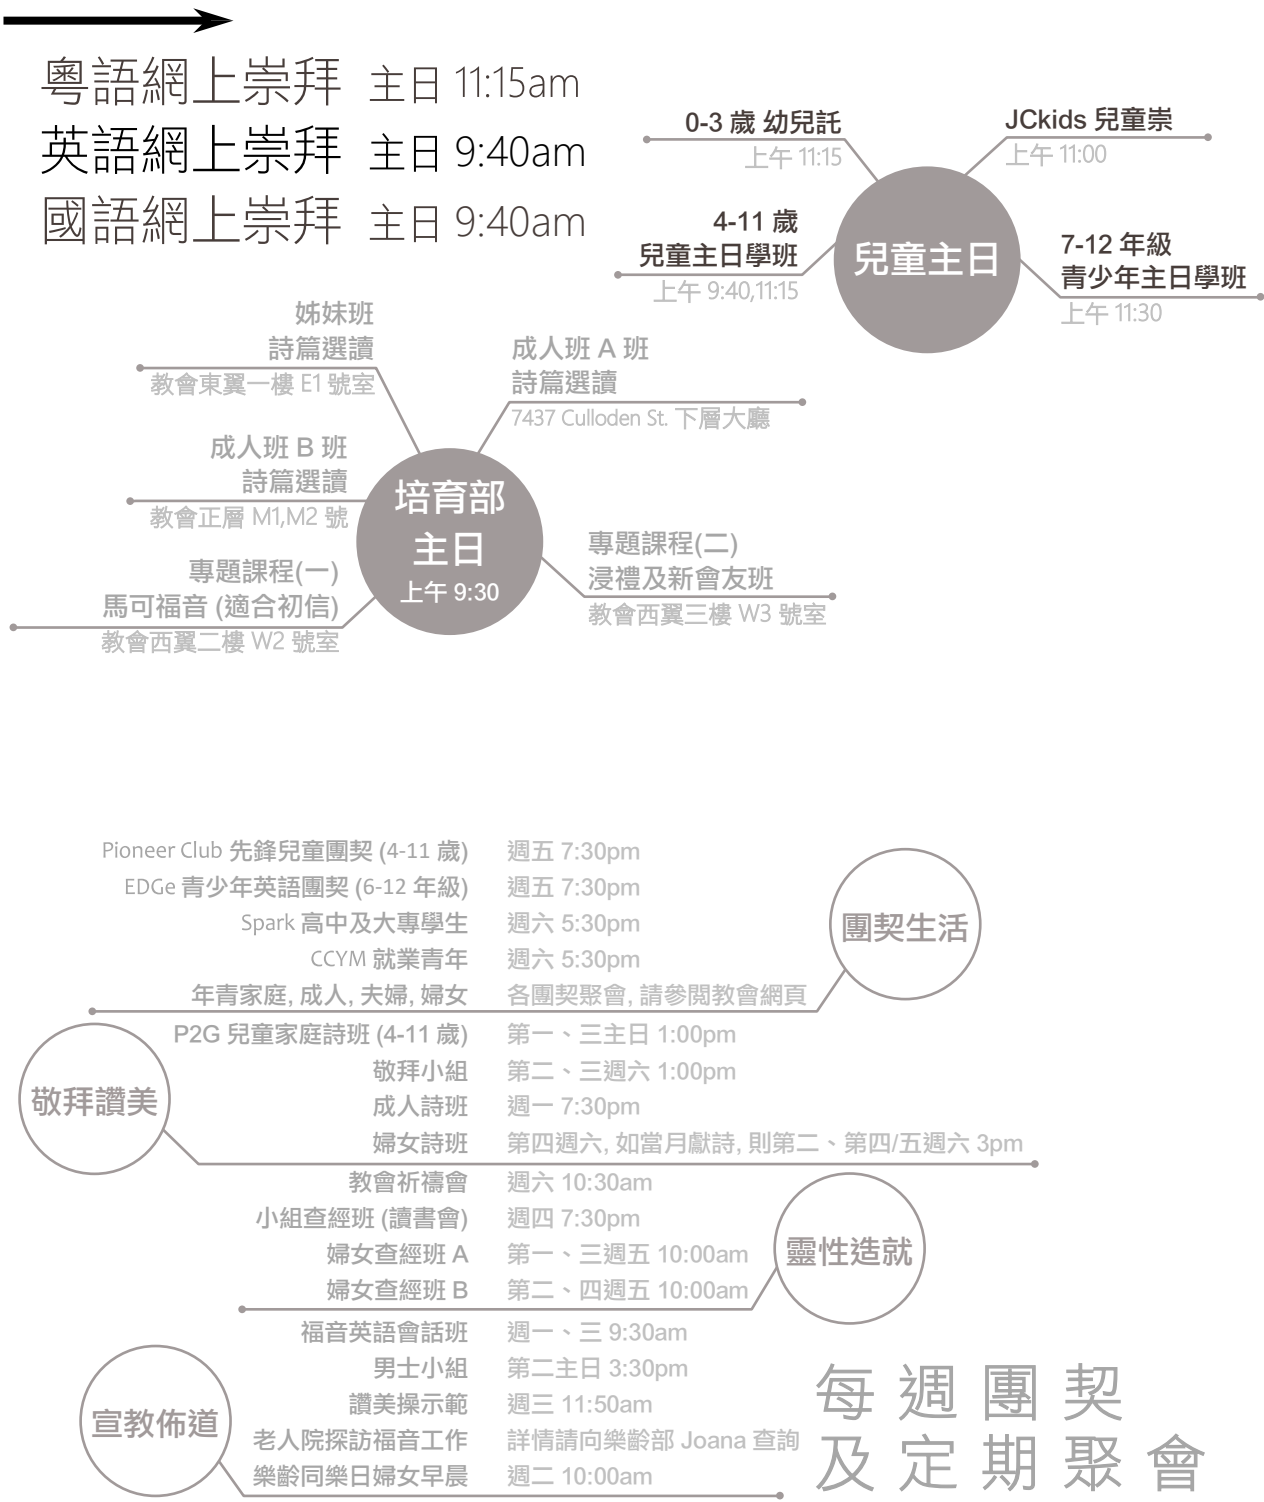 粵語網上崇拜 主日 11:15am
英語網上崇拜 主日 9:40am
國語網上崇拜 主日 9:40am
0-3 歲 幼兒託
上午 11:15
JCkids 兒童崇
上午 11:00
4-11 歲
兒童主日學班
上午 9:40,11:15
兒童主日
7-12 年級
青少年主日學班
上午 11:30
姊妹班
詩篇選讀
教會東翼一樓 E1 號室
成人班 A 班
詩篇選讀
7437 Culloden St. 下層大廳
成人班 B 班
詩篇選讀
教會正層 M1,M2 號
培育部
主日
上午 9:30
專題課程(一)
馬可福音 (適合初信)
教會西翼二樓 W2 號室
專題課程(二)
浸禮及新會友班
教會西翼三樓 W3 號室
Pioneer Club 先鋒兒童團契 (4-11 歲) 週五 7:30pm
EDGe 青少年英語團契 (6-12 年級) 週五 7:30pm
Spark 高中及大專學生 週六 5:30pm
CCYM 就業青年 週六 5:30pm
年青家庭, 成人, 夫婦, 婦女 各團契聚會, 請參閱教會網頁
團契生活
P2G 兒童家庭詩班 (4-11 歲) 第一、三主日 1:00pm
敬拜小組 第二、三週六 1:00pm
成人詩班 週一 7:30pm
婦女詩班 第四週六, 如當月獻詩, 則第二、第四/五週六 3pm
敬拜讚美
教會祈禱會 週六 10:30am
小組查經班 (讀書會) 週四 7:30pm
婦女查經班 A 第一、三週五 10:00am
婦女查經班 B 第二、四週五 10:00am
靈性造就
福音英語會話班 週一、三 9:30am
男士小組 第二主日 3:30pm
讚美操示範 週三 11:50am
老人院探訪福音工作 詳情請向樂齡部 Joana 查詢
樂齡同樂日婦女早晨 週二 10:00am
宣教佈道
每週團契
及定期聚會